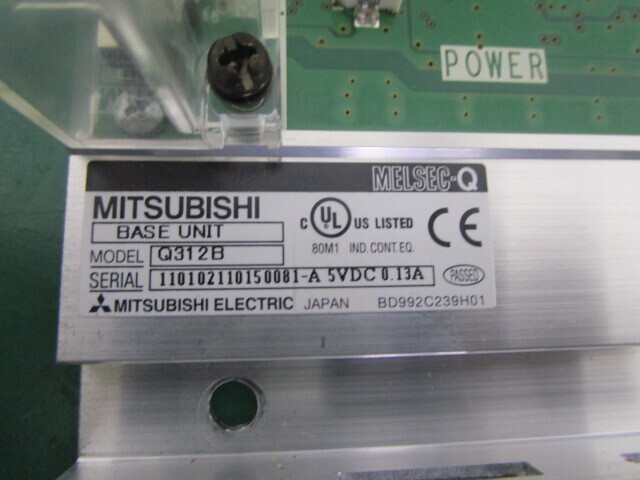 POWER
MELSEC-Q
MITSUBISHI
BASE UNIT
MODEL Q312B
SERIAL 110102110150081-A 5VDC 0.13A
C UL US LISTED
80M1 IND. CONT. EQ.
CE
PASSED
MITSUBISHI ELECTRIC JAPAN BD992C239H01